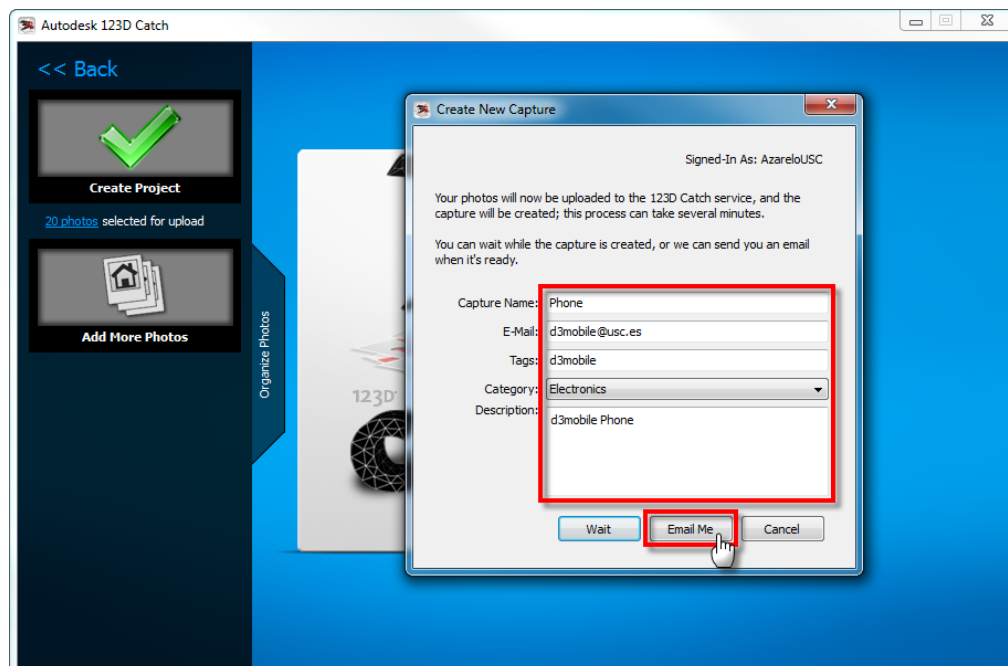 Autodesk 123D Catch
<< Back
Create Project
20 photos selected for upload
Add More Photos
Organize Photos
123D
Create New Capture
Signed-In As: AzareloUSC
Your photos will now be uploaded to the 123D Catch service, and the
capture will be created; this process can take several minutes.
You can wait while the capture is created, or we can send you an email
when it's ready.
Capture Name: Phone
E-Mail: d3mobile@usc.es
Tags: d3mobile
Category: Electronics
Description: d3mobile Phone
Wait Email Me Cancel